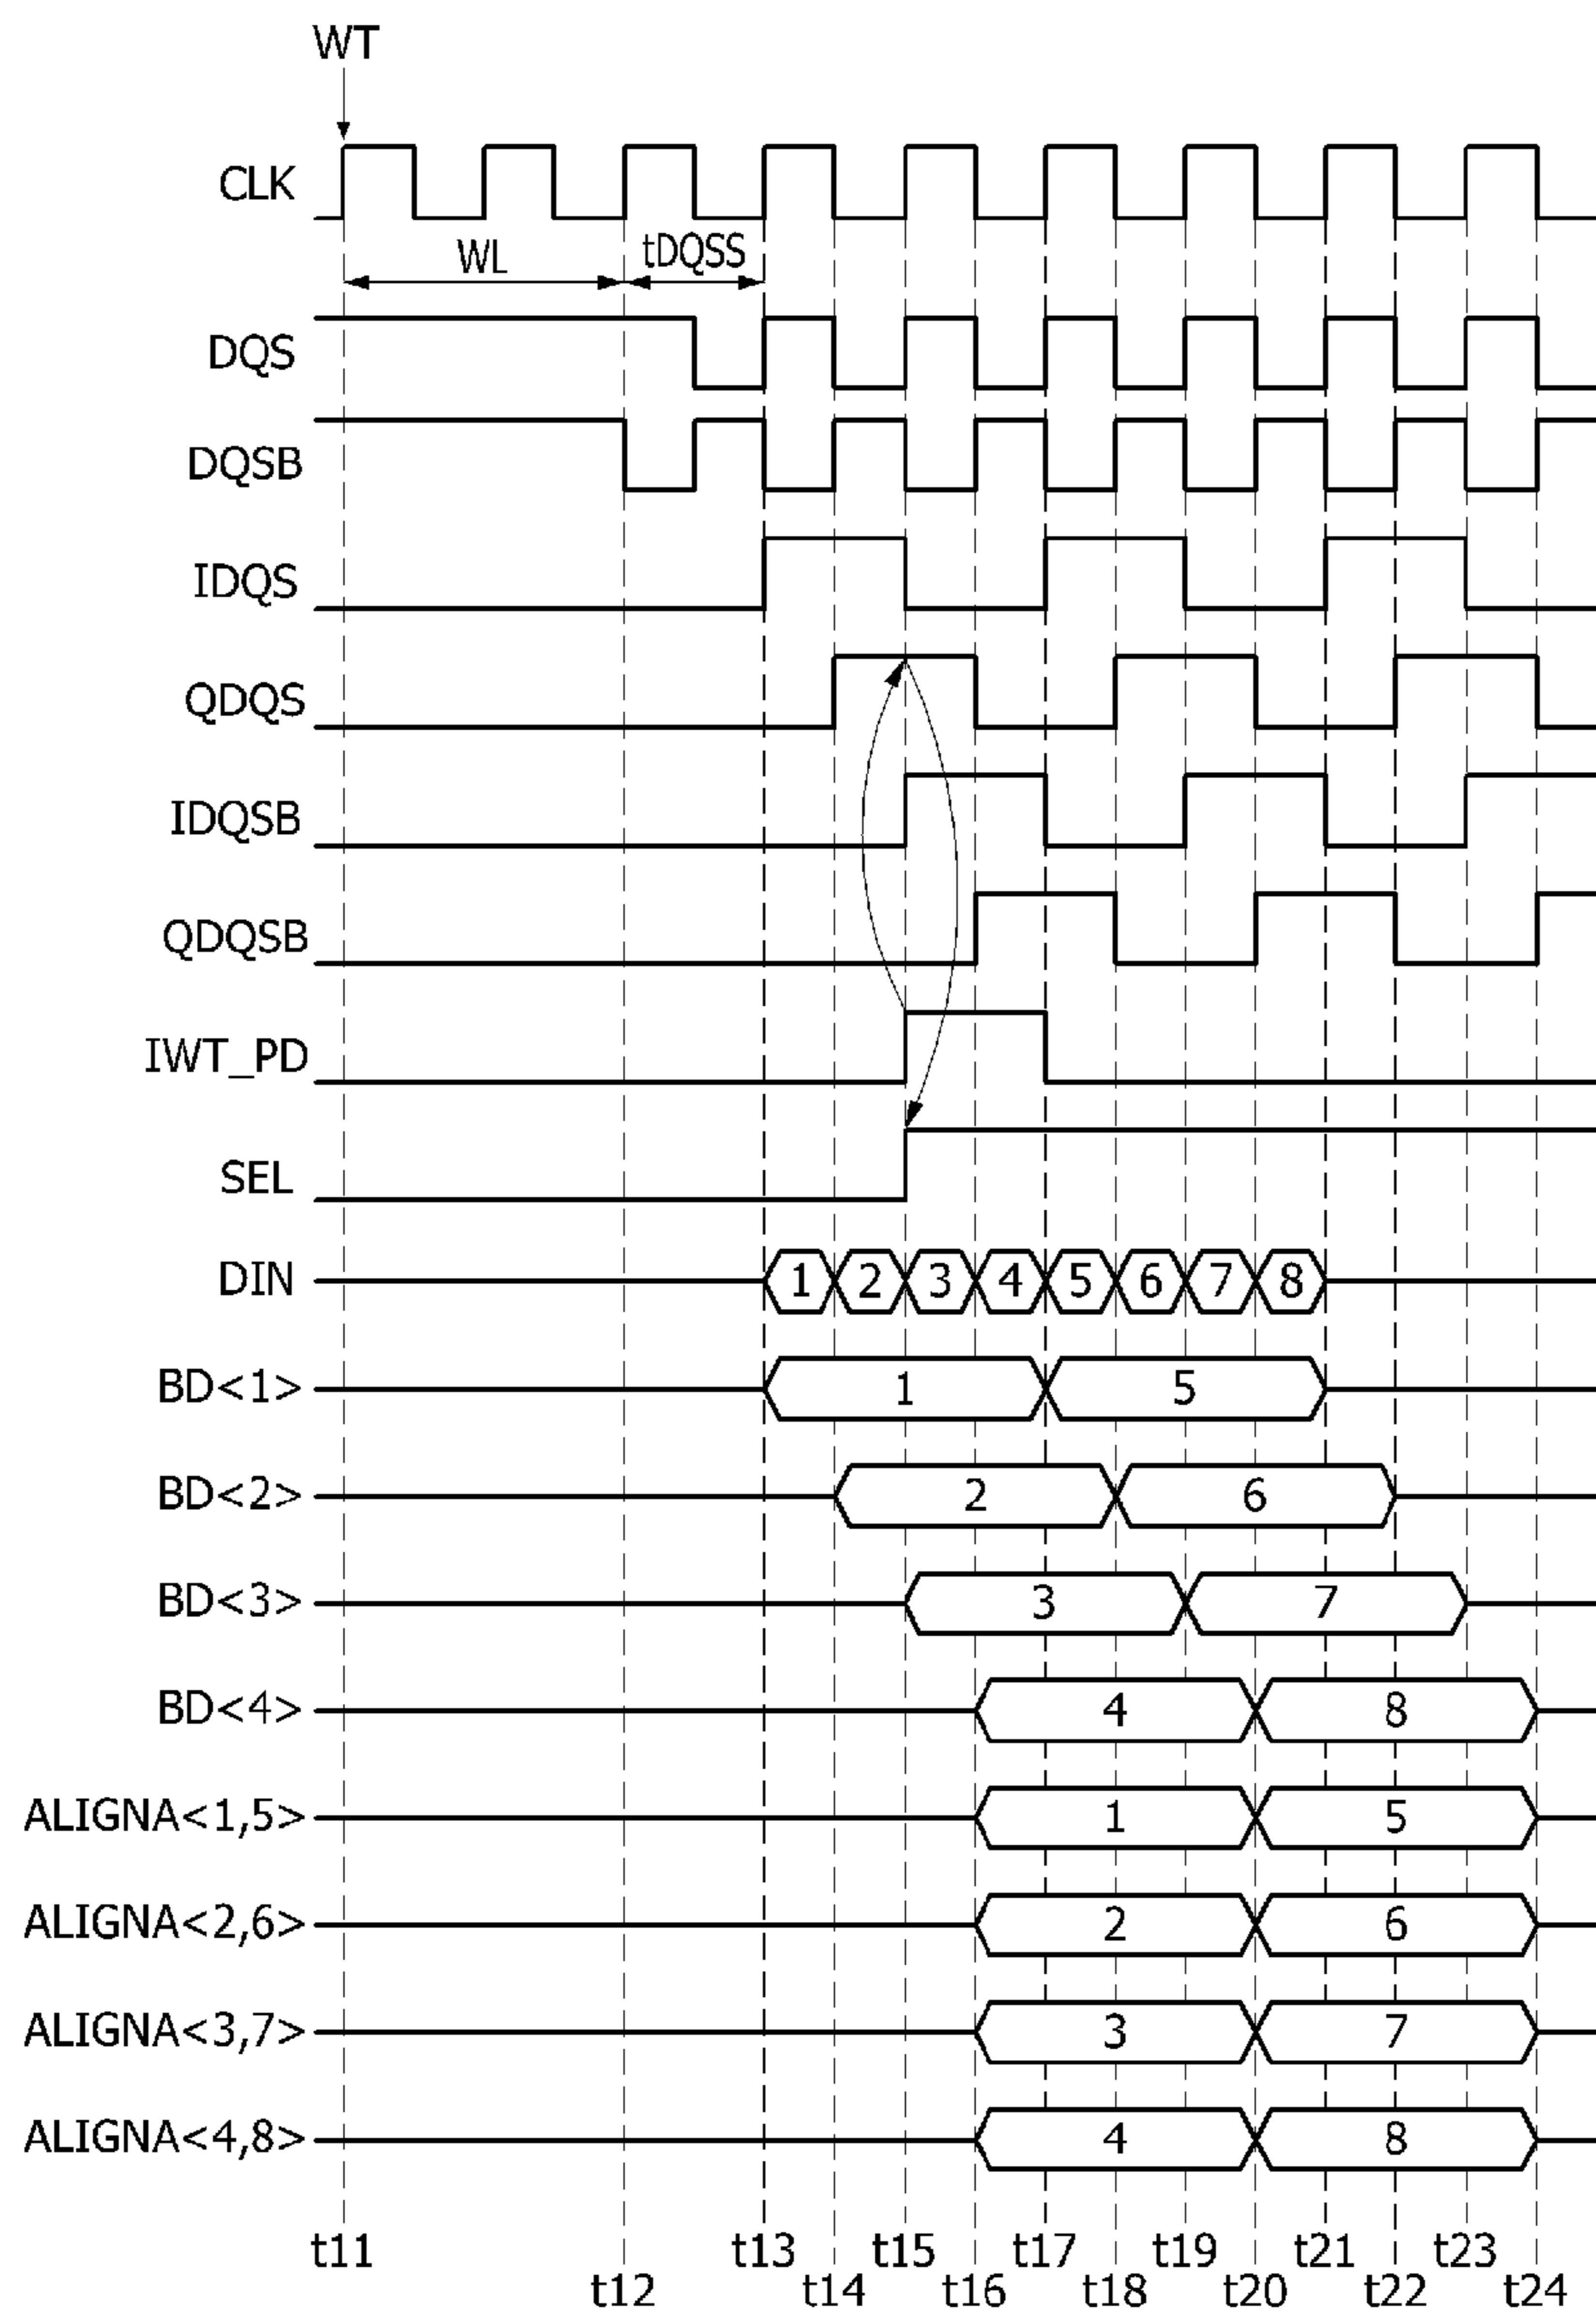 WT
CLK
WL tDQSS
DQS
DQSB
IDQS
QDQS
IDQSB
QDQSB
IWT_PD
SEL
DIN 1 2 3 4 5 6 7 8
BD<1> 1 5
BD<2> 2 6
BD<3> 3 7
BD<4> 4 8
ALIGNA<1,5> 1 5
ALIGNA<2,6> 2 6
ALIGNA<3,7> 3 7
ALIGNA<4,8> 4 8
t11 t13 t15 t17 t19 t21 t23
t12 t14 t16 t18 t20 t22 t24